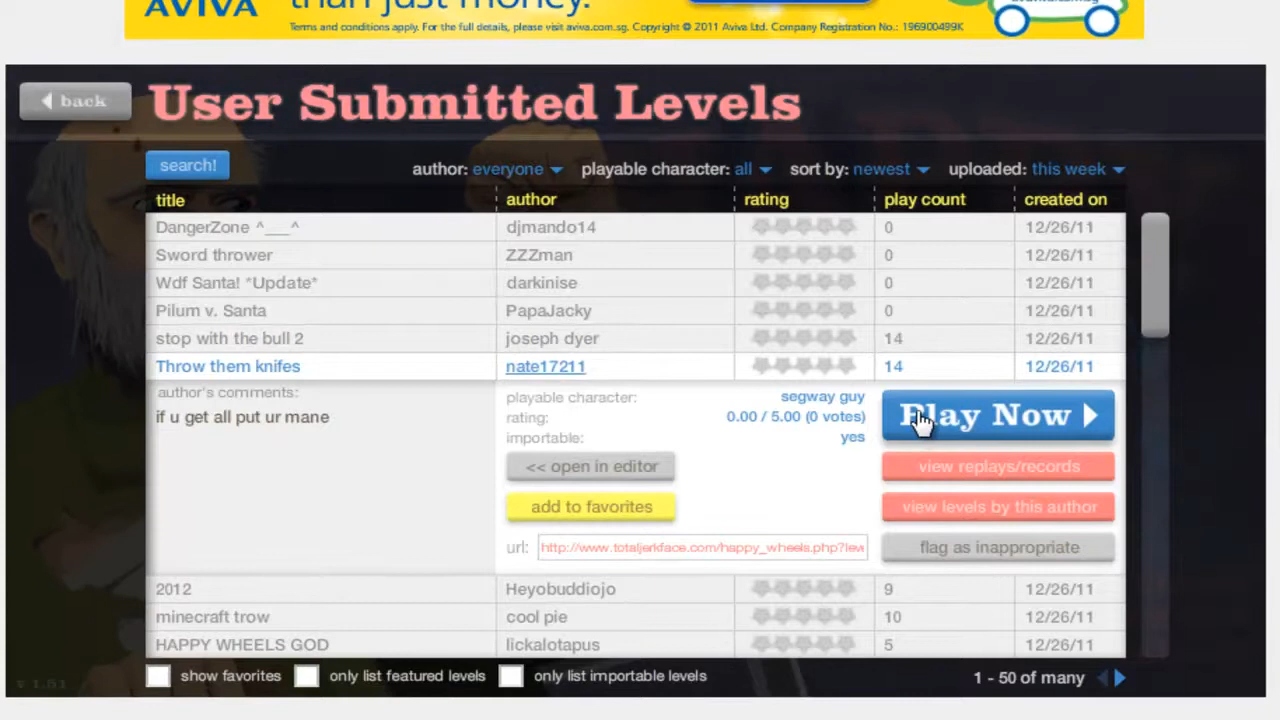 AVIVA than just money.
Terms and conditions apply. For the full details, please visit aviva.com.sg. Copyright © 2011 Aviva Ltd. Company Registration No.: 196900499K
back
User Submitted Levels
search! author: everyone playable character: all sort by: newest uploaded: this week
title author rating play count created on
DangerZone ^___^ djmando14 0 12/26/11
Sword thrower ZZZman 0 12/26/11
Wdf Santa! *Update* darkinise 0 12/26/11
Pilum v. Santa PapaJacky 0 12/26/11
stop with the bull 2 joseph dyer 14 12/26/11
Throw them knifes nate17211 14 12/26/11
author's comments:
if u get all put ur mane
playable character: segway guy
rating: 0.00 / 5.00 (0 votes)
importable: yes
<< open in editor
add to favorites
url: http://www.totaljerkface.com/happy_wheels.php?lev
Play Now
view replays/records
view levels by this author
flag as inappropriate
2012 Heyobuddiojo 9 12/26/11
minecraft trow cool pie 10 12/26/11
HAPPY WHEELS GOD lickalotapus 5 12/26/11
v 1.51 show favorites only list featured levels only list importable levels 1 - 50 of many